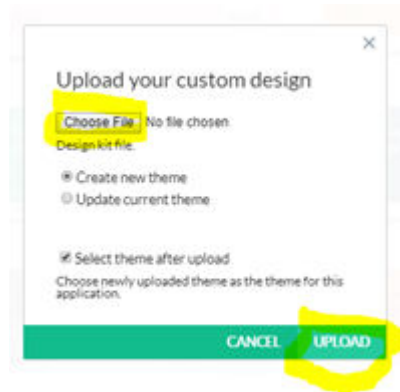 Upload your custom design
Choose File No file chosen
Design kit file.
Create new theme
Update current theme
Select theme after upload
Choose newly uploaded theme as the theme for this
application.
CANCEL UPLOAD